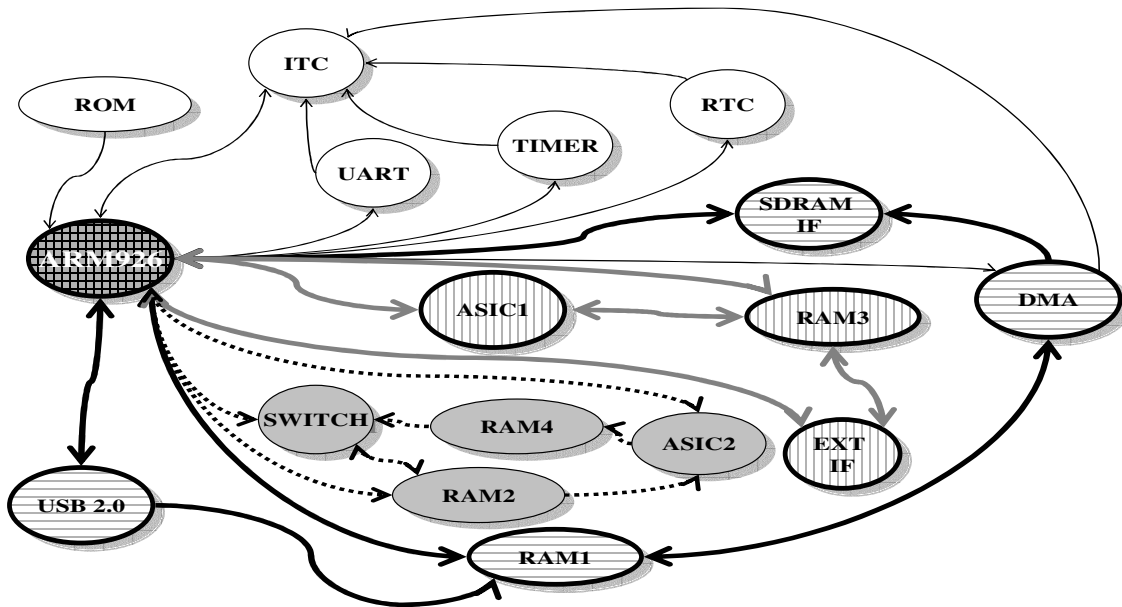 ITC
ROM
RTC
TIMER
UART
SDRAM
IF
ARM926
DMA
ASIC1
RAM3
SWITCH
RAM4
ASIC2
EXT
IF
RAM2
USB 2.0
RAM1